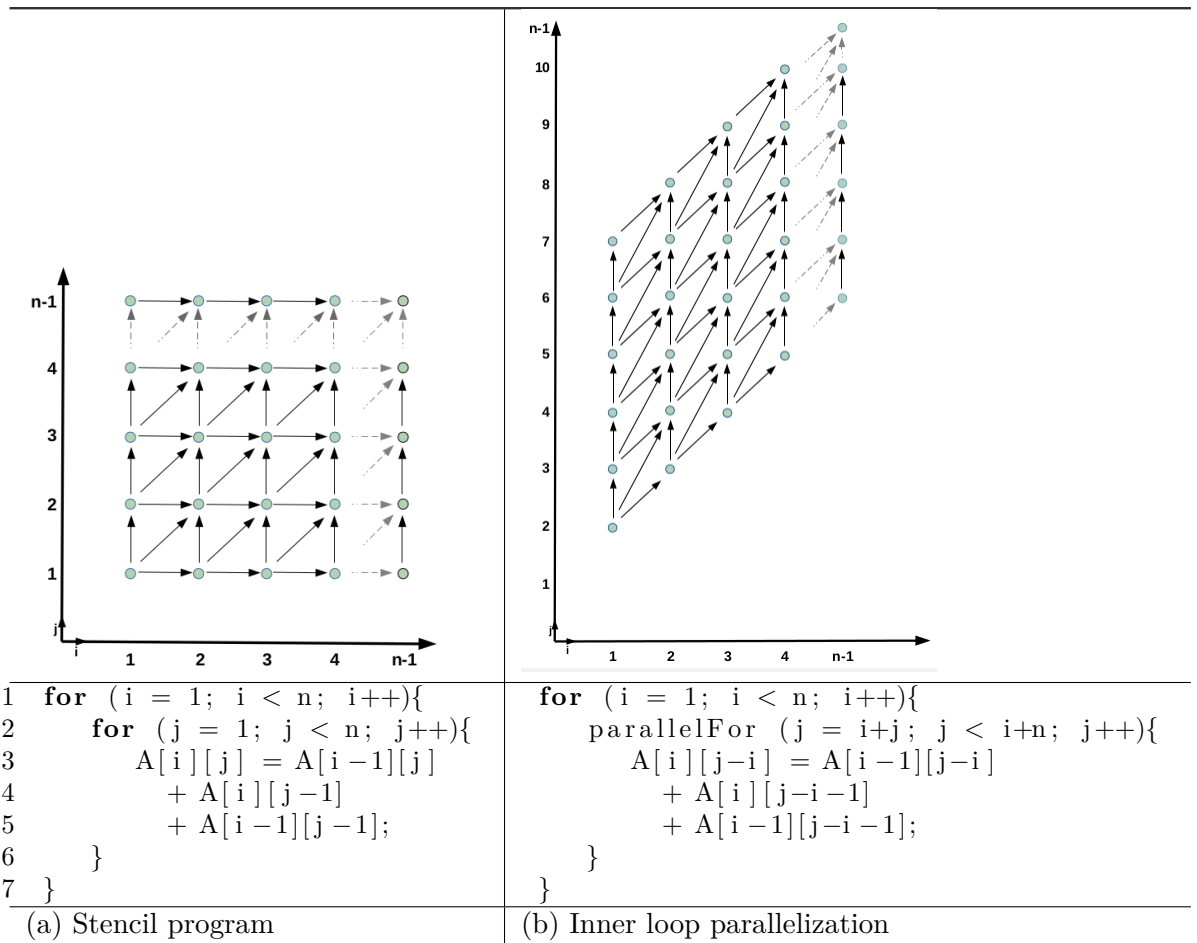 n-1
4
3
2
1
j
i
1 2 3 4 n-1
n-1
10
9
8
7
6
5
4
3
2
1
j
i
1 2 3 4 n-1
1 for (i = 1; i < n; i++){
2 for (j = 1; j < n; j++){
3 A[i][j] = A[i-1][j]
4 + A[i][j-1]
5 + A[i-1][j-1];
6 }
7 }
for (i = 1; i < n; i++){
parallelFor (j = i+j; j < i+n; j++){
A[i][j-i] = A[i-1][j-i]
+ A[i][j-i-1]
+ A[i-1][j-i-1];
}
}
(a) Stencil program
(b) Inner loop parallelization